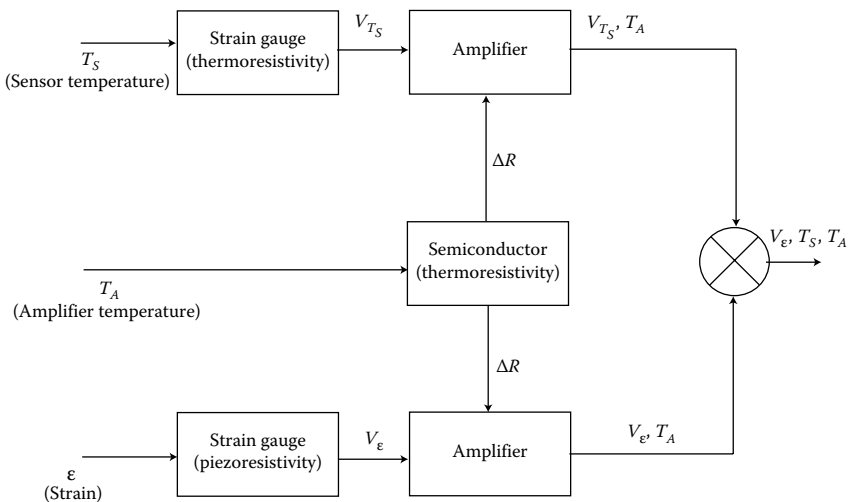 Strain gauge
(thermoresistivity)
V_{T_S}
Amplifier
V_{T_S}, T_A
T_S
(Sensor temperature)
ΔR
Semiconductor
(thermoresistivity)
V_ε, T_S, T_A
T_A
(Amplifier temperature)
ΔR
Strain gauge
(piezoresistivity)
V_ε
Amplifier
V_ε, T_A
ε
(Strain)